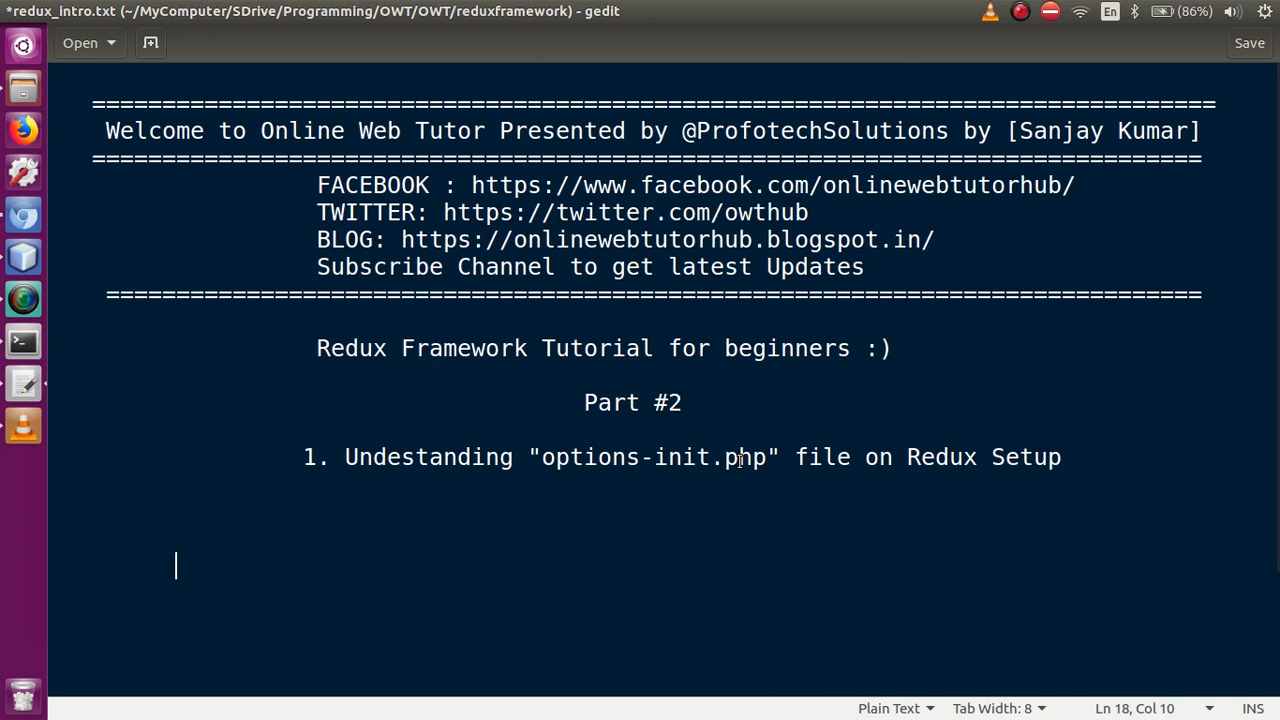 *redux_intro.txt (~/MyComputer/SDrive/Programming/OWT/OWT/reduxframework) - gedit
En
(86%)
Open
Save
================================================================================
Welcome to Online Web Tutor Presented by @ProfotechSolutions by [Sanjay Kumar]
===============================================================================
FACEBOOK : https://www.facebook.com/onlinewebtutorhub/
TWITTER: https://twitter.com/owthub
BLOG: https://onlinewebtutorhub.blogspot.in/
Subscribe Channel to get latest Updates
==============================================================================
Redux Framework Tutorial for beginners :)
Part #2
1. Undestanding "options-init.php" file on Redux Setup
Plain Text
Tab Width: 8
Ln 18, Col 10
INS